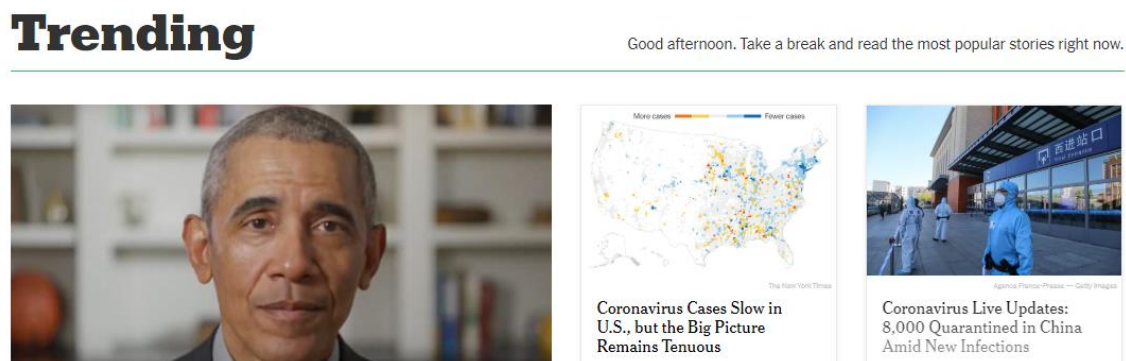 Trending
Good afternoon. Take a break and read the most popular stories right now.
More cases
Fewer cases
The New York Times
Coronavirus Cases Slow in
U.S., but the Big Picture
Remains Tenuous
西进站口
Agence France-Presse — Getty Images
Coronavirus Live Updates:
8,000 Quarantined in China
Amid New Infections